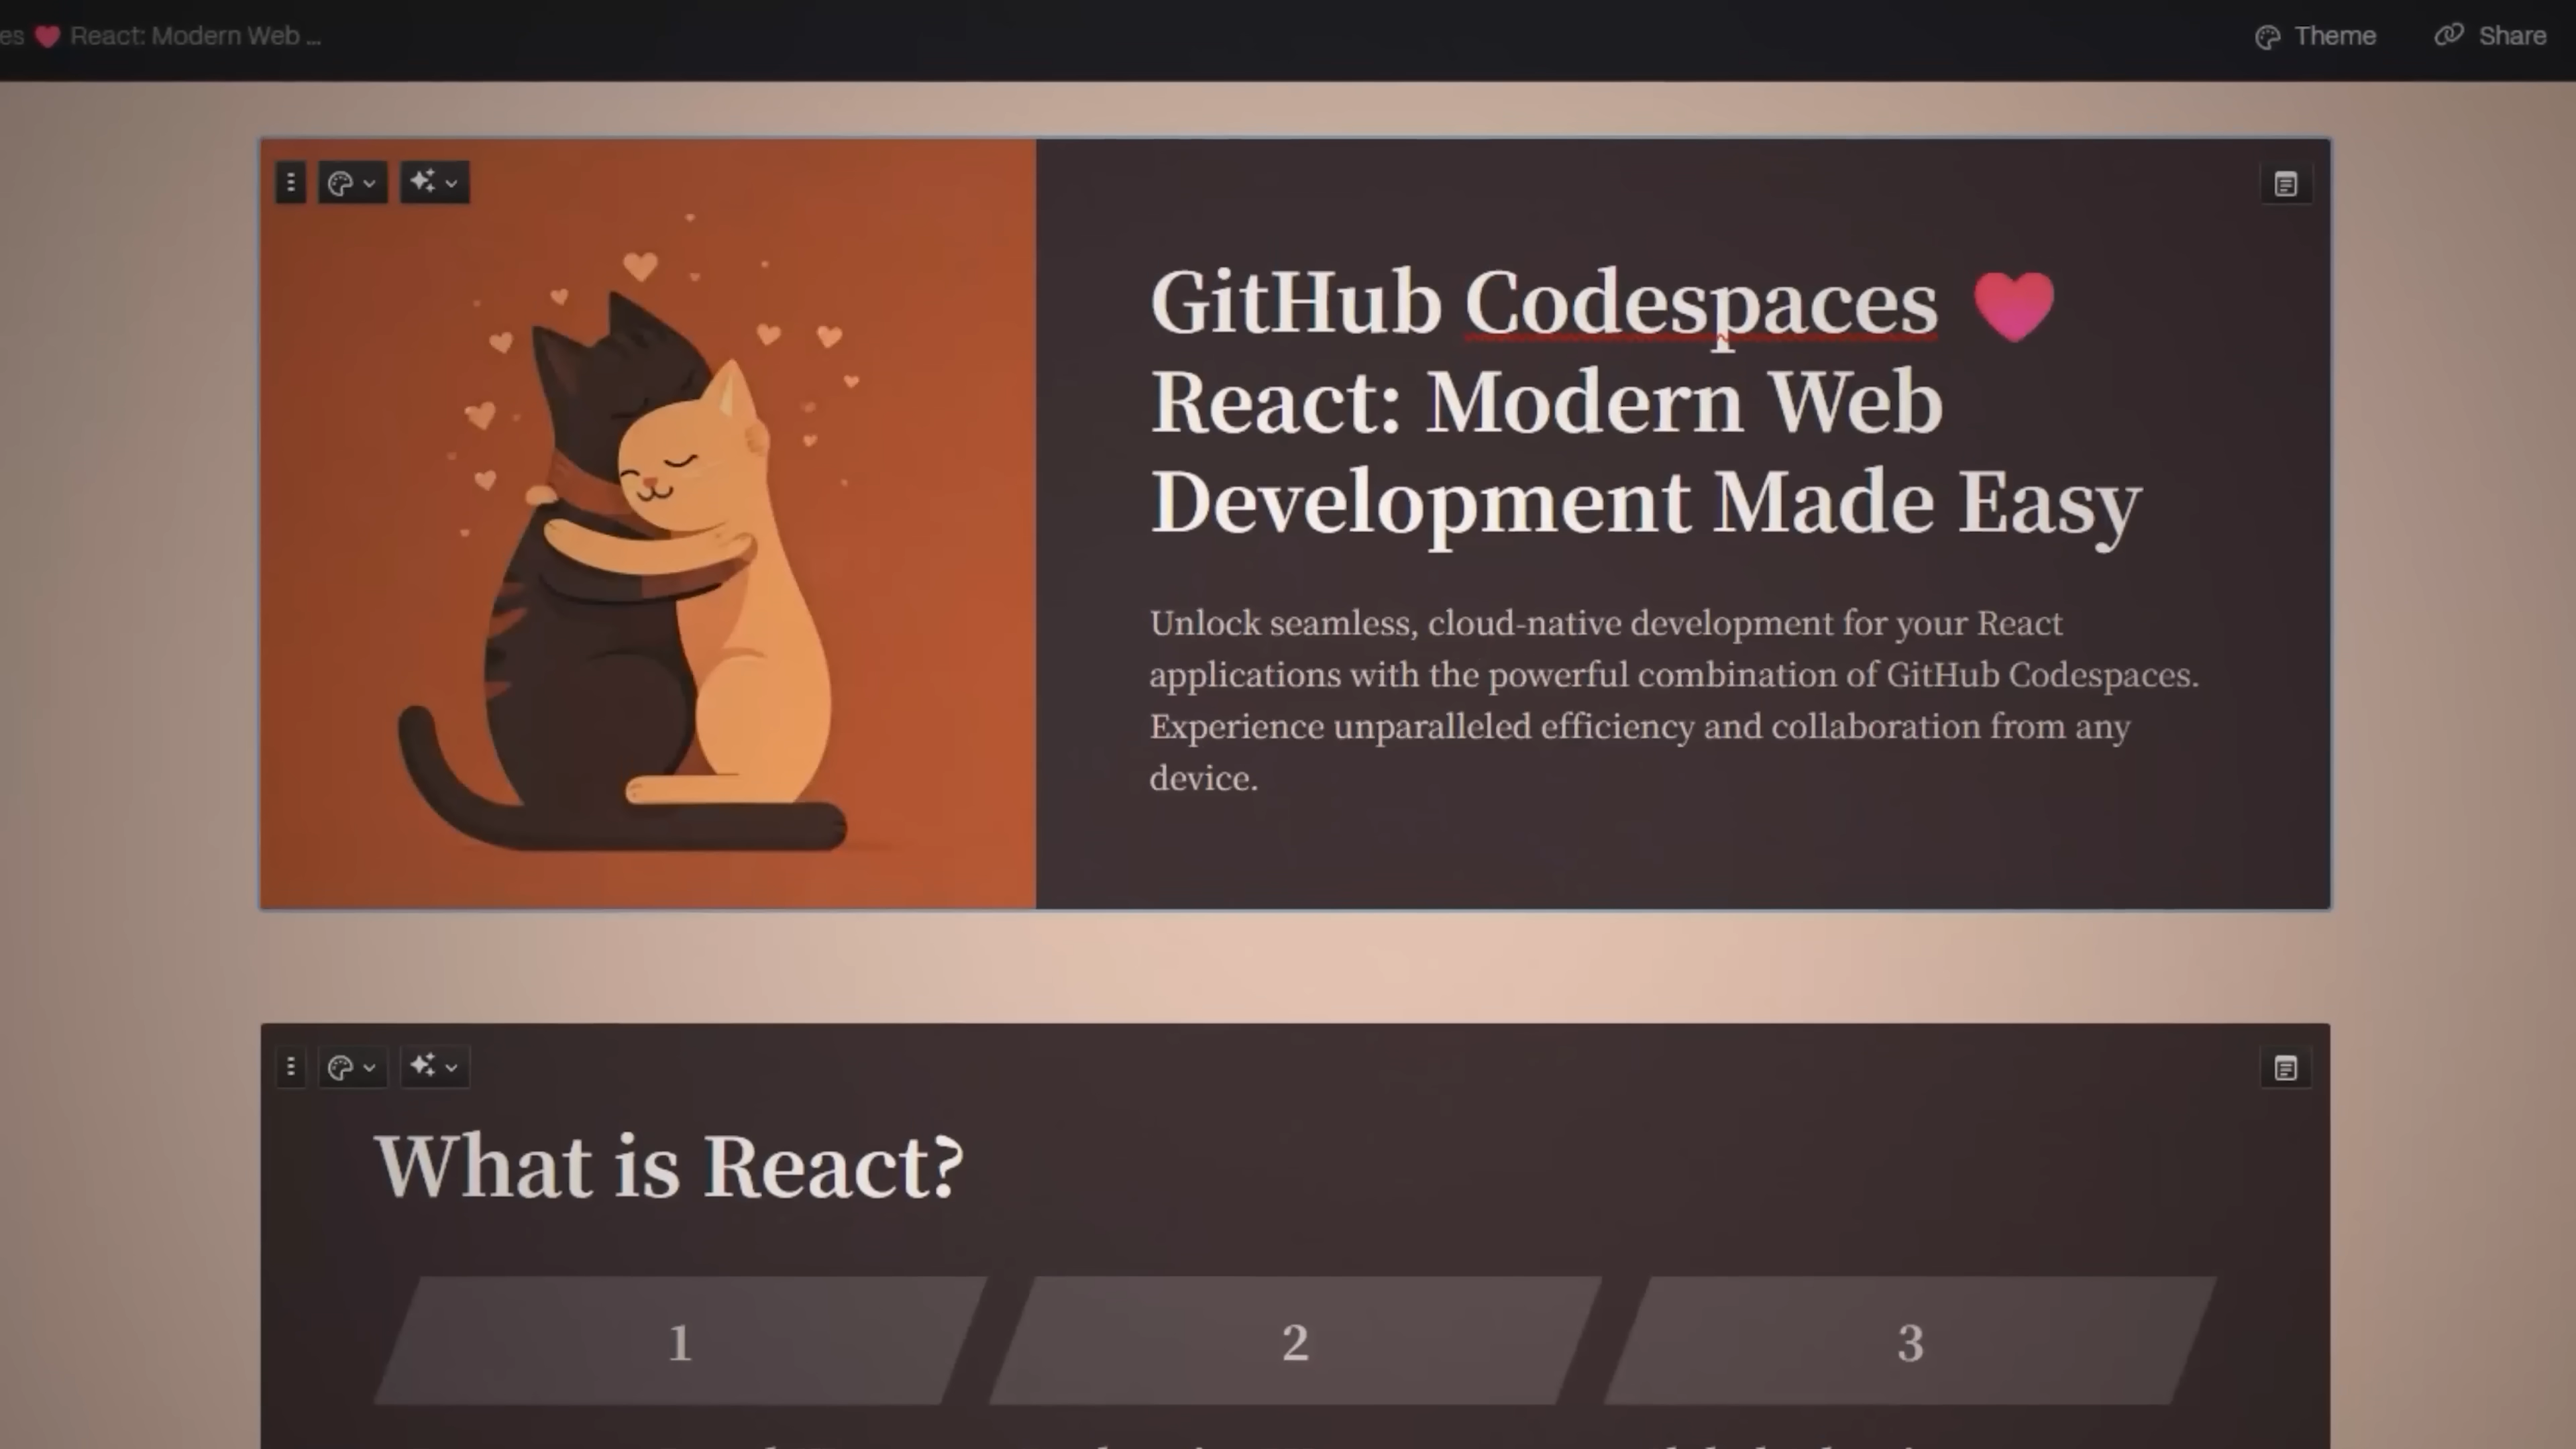 es ❤️ React: Modern Web ...
Theme
Share
GitHub Codespaces ❤️
React: Modern Web
Development Made Easy
Unlock seamless, cloud-native development for your React
applications with the powerful combination of GitHub Codespaces.
Experience unparalleled efficiency and collaboration from any
device.
What is React?
1
2
3